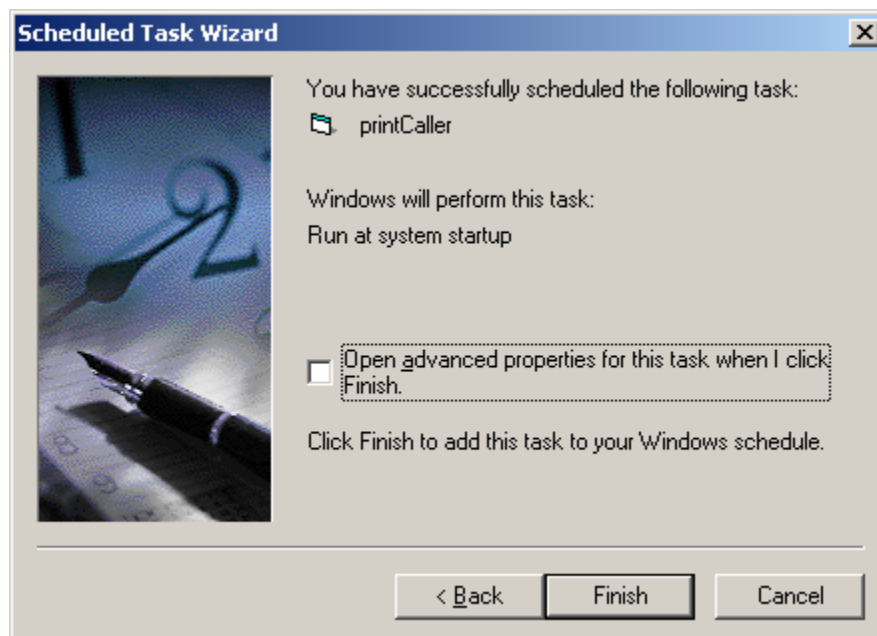 Scheduled Task Wizard
You have successfully scheduled the following task:
printCaller
Windows will perform this task:
Run at system startup
Open advanced properties for this task when I click
Finish.
Click Finish to add this task to your Windows schedule.
< Back
Finish
Cancel